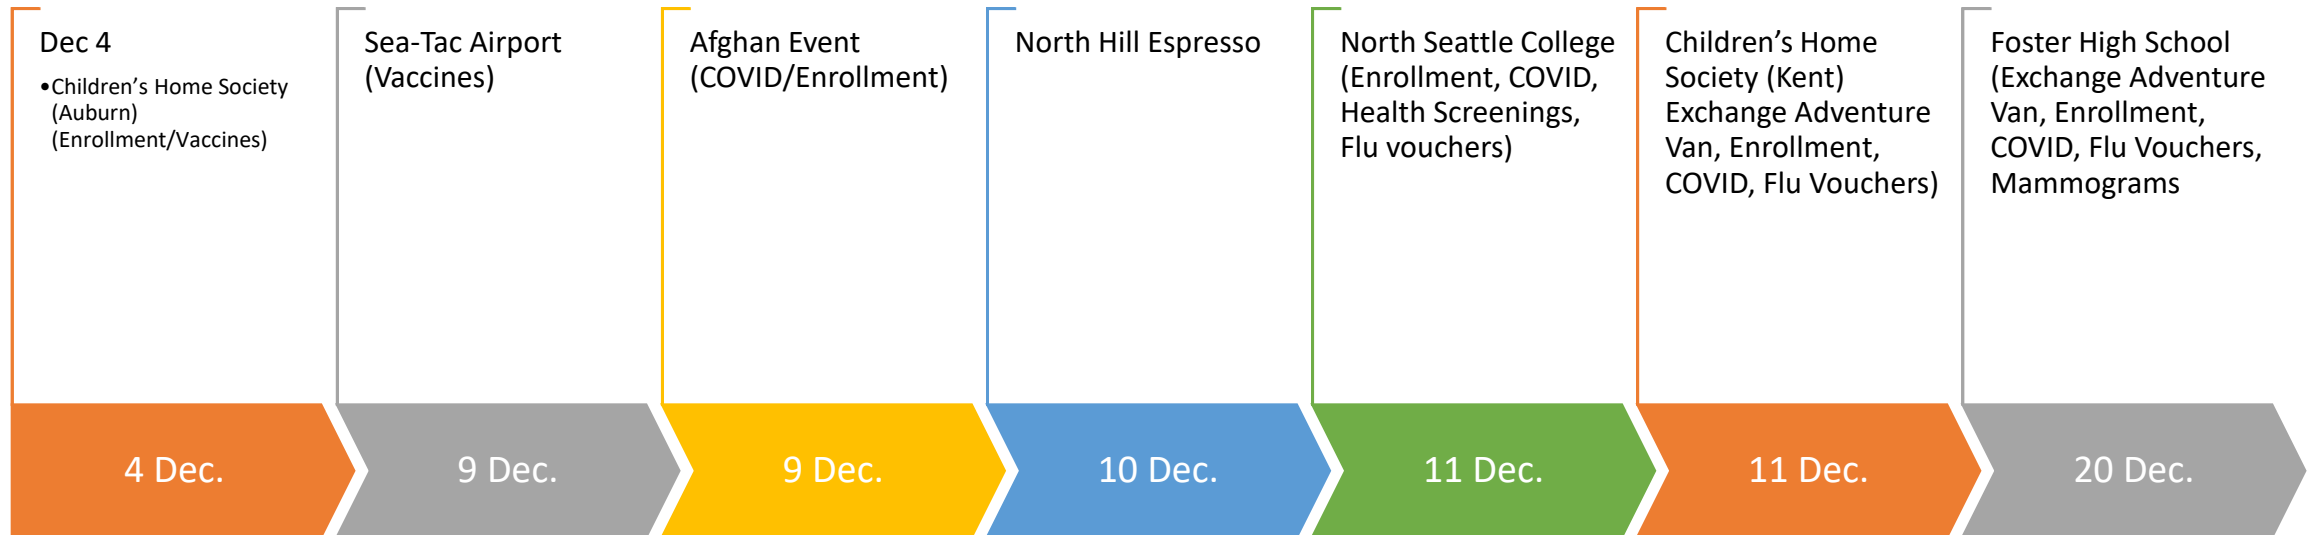 Dec 4
•Children’s Home Society
(Auburn)
(Enrollment/Vaccines)
Sea-Tac Airport
(Vaccines)
Afghan Event
(COVID/Enrollment)
North Hill Espresso
North Seattle College
(Enrollment, COVID,
Health Screenings,
Flu vouchers)
Children’s Home
Society (Kent)
Exchange Adventure
Van, Enrollment,
COVID, Flu Vouchers)
Foster High School
(Exchange Adventure
Van, Enrollment,
COVID, Flu Vouchers,
Mammograms
4 Dec.
9 Dec.
9 Dec.
10 Dec.
11 Dec.
11 Dec.
20 Dec.